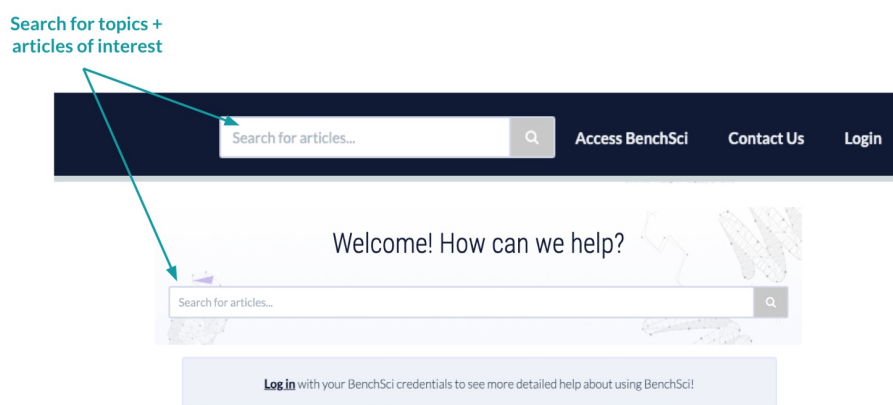 Search for topics +
articles of interest
Search for articles... Access BenchSci Contact Us Login
Welcome! How can we help?
Search for articles...
Log in with your BenchSci credentials to see more detailed help about using BenchSci!